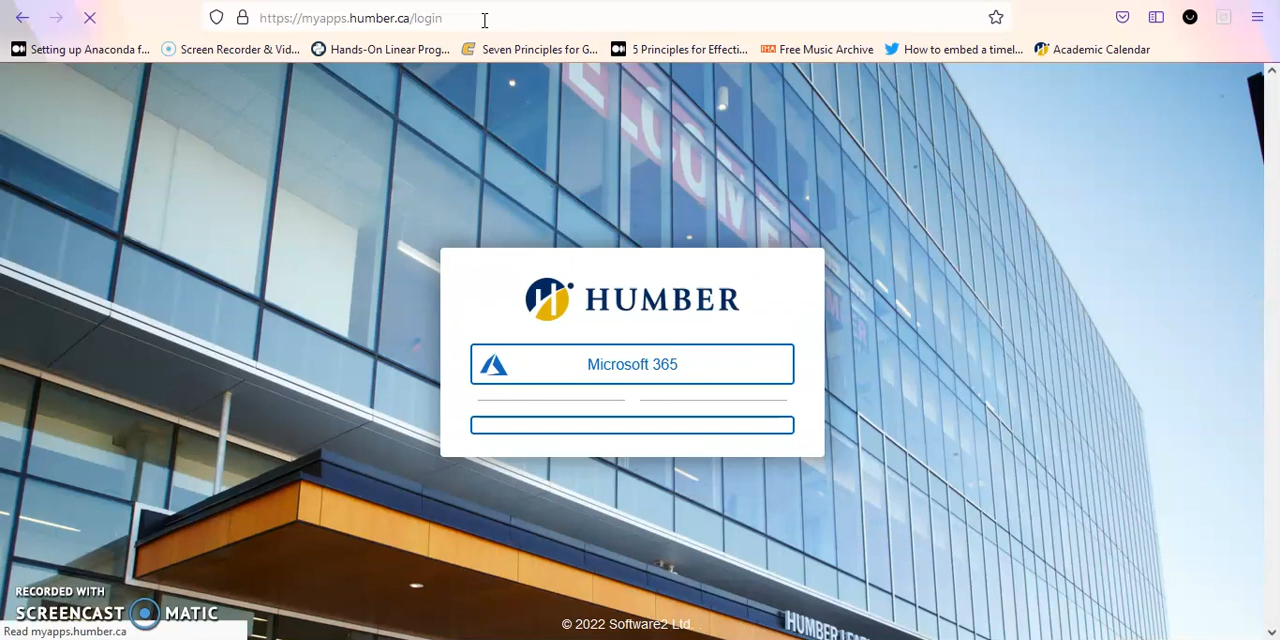 https://myapps.humber.ca/login
Setting up Anaconda f... Screen Recorder & Vid... Hands-On Linear Prog... Seven Principles for G... 5 Principles for Effecti... Free Music Archive How to embed a timel... Academic Calendar
ELCOME
HUMBER
Microsoft 365
RECORDED WITH
SCREENCAST MATIC
Read myapps.humber.ca
© 2022 Software2 Ltd.
HUMBER